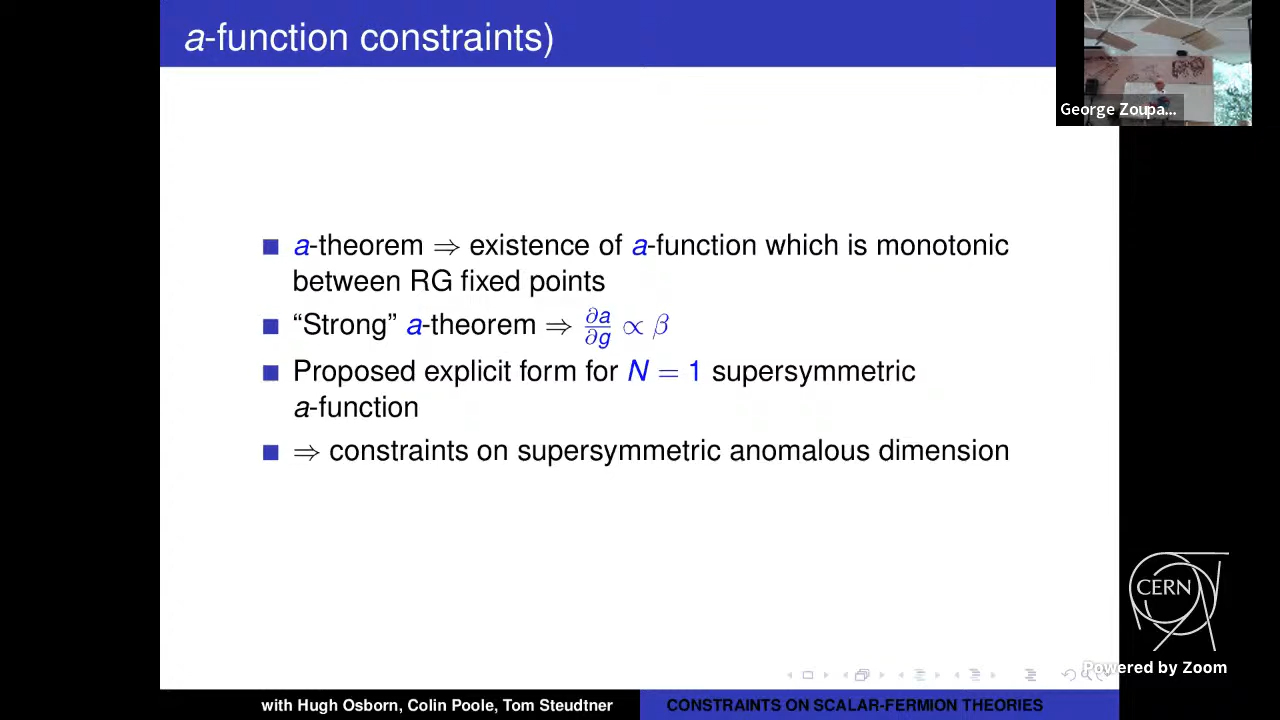 a-function constraints)
George Zoupa...
a-theorem ⇒ existence of a-function which is monotonic
between RG fixed points
“Strong” a-theorem ⇒ ∂a/∂g ∝ β
Proposed explicit form for N = 1 supersymmetric
a-function
⇒ constraints on supersymmetric anomalous dimension
CERN
Powered by Zoom
with Hugh Osborn, Colin Poole, Tom Steudtner
CONSTRAINTS ON SCALAR-FERMION THEORIES